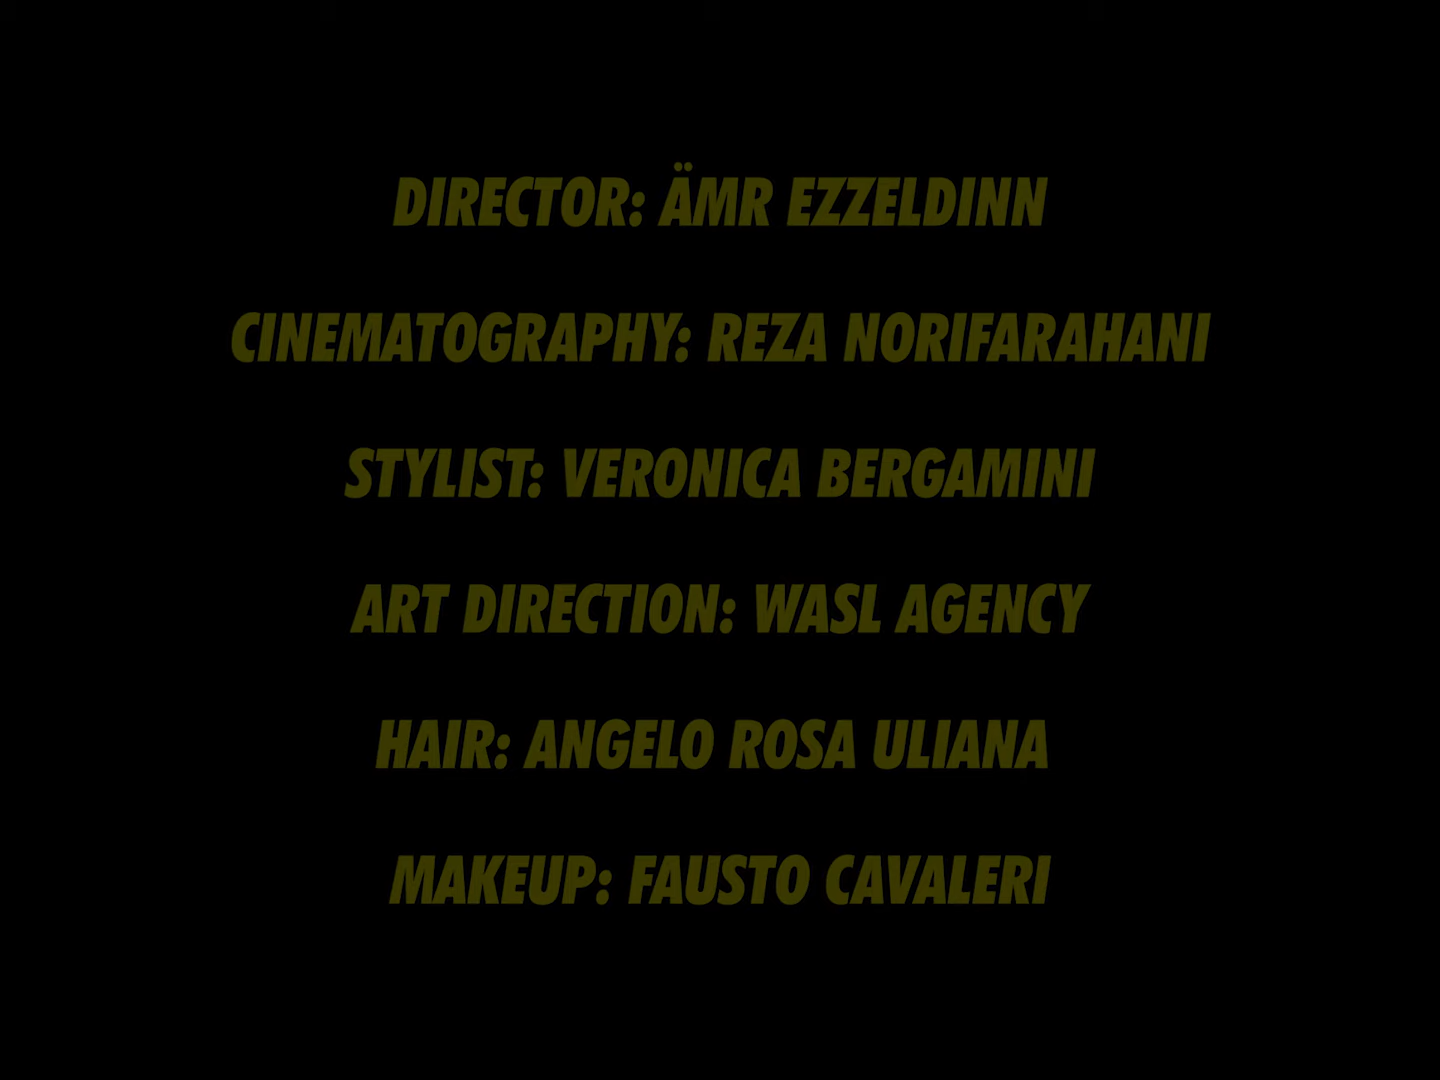 DIRECTOR: ÄMR EZZELDINN
CINEMATOGRAPHY: REZA NORIFARAHANI
STYLIST: VERONICA BERGAMINI
ART DIRECTION: WASL AGENCY
HAIR: ANGELO ROSA ULIANA
MAKEUP: FAUSTO CAVALERI